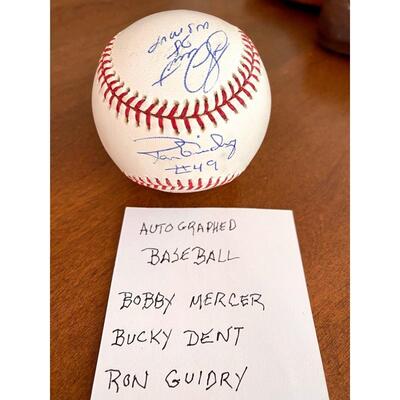 Ron Guidry
#49
AUTOGRAPHED
BASEBALL
BOBBY MERCER
BUCKY DENT
RON GUIDRY